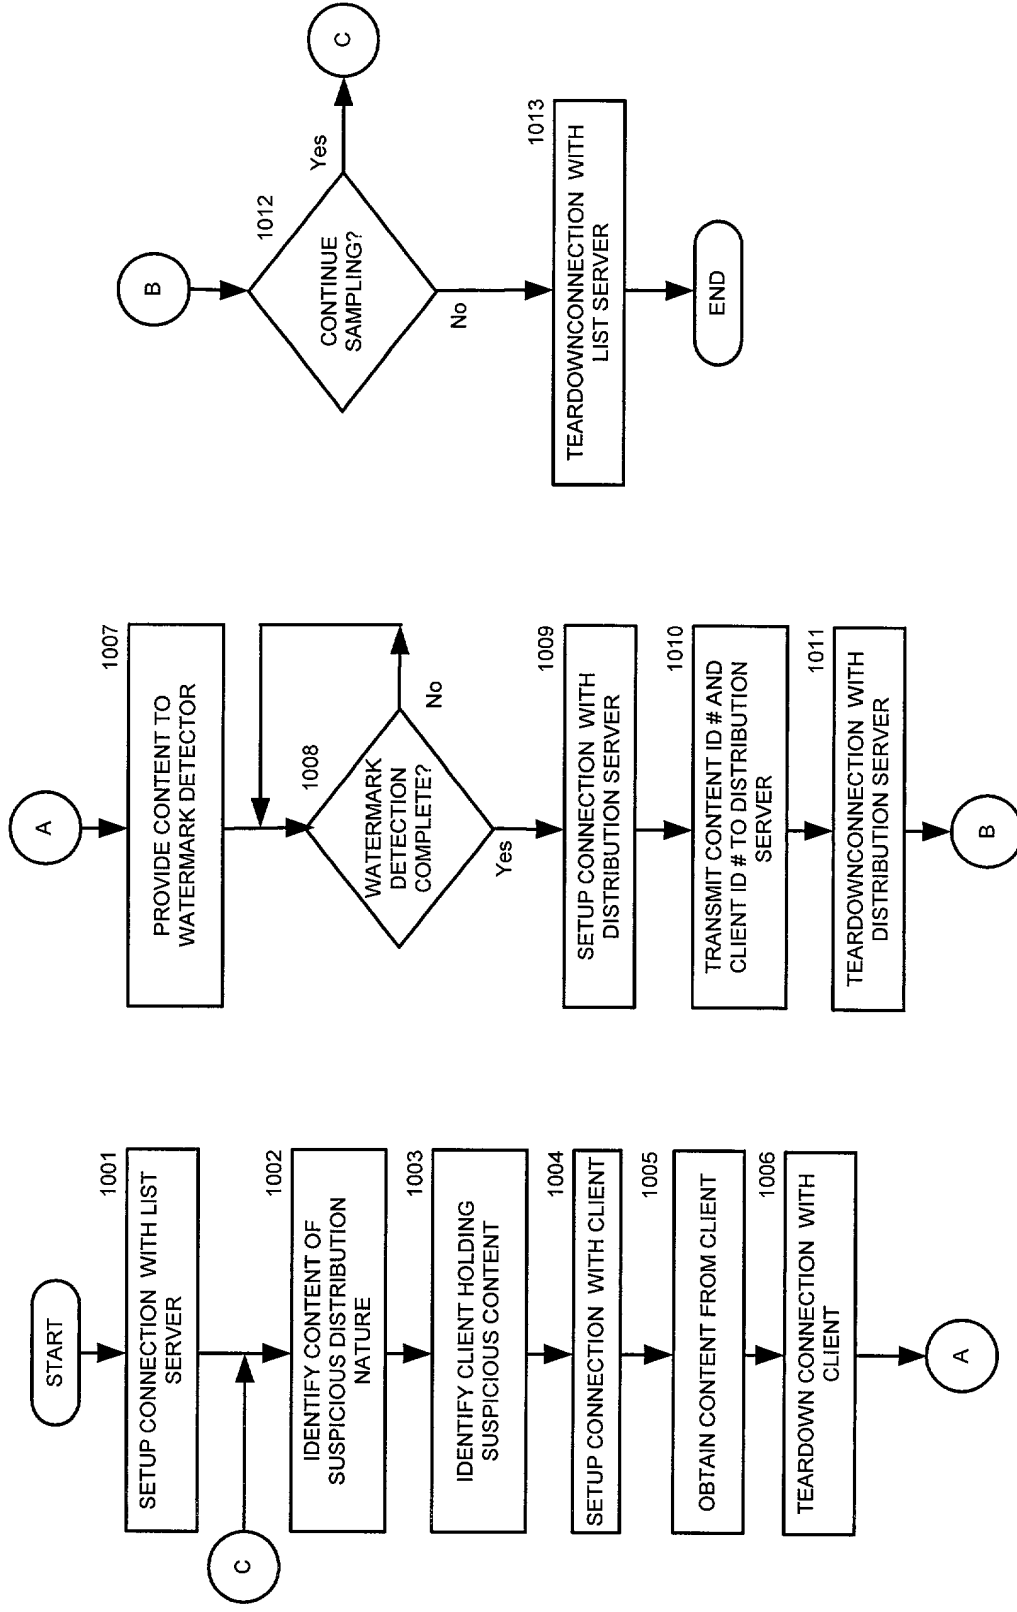 START
1001
SETUP CONNECTION WITH LIST
SERVER
C
1002
IDENTIFY CONTENT OF
SUSPICIOUS DISTRIBUTION
NATURE
1003
IDENTIFY CLIENT HOLDING
SUSPICIOUS CONTENT
1004
SETUP CONNECTION WITH CLIENT
1005
OBTAIN CONTENT FROM CLIENT
1006
TEARDOWN CONNECTION WITH
CLIENT
A
A
1007
PROVIDE CONTENT TO
WATERMARK DETECTOR
1008
WATERMARK
DETECTION
COMPLETE?
No
Yes
1009
SETUP CONNECTION WITH
DISTRIBUTION SERVER
1010
TRANSMIT CONTENT ID # AND
CLIENT ID # TO DISTRIBUTION
SERVER
1011
TEARDOWNCONNECTION WITH
DISTRIBUTION SERVER
B
B
1012
CONTINUE
SAMPLING?
Yes
C
No
1013
TEARDOWNCONNECTION WITH
LIST SERVER
END